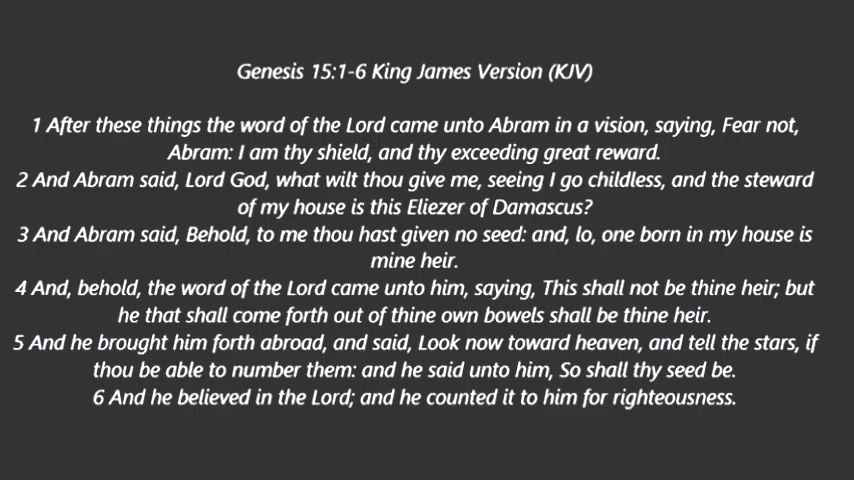 Genesis 15:1-6 King James Version (KJV)
1 After these things the word of the Lord came unto Abram in a vision, saying, Fear not,
Abram: I am thy shield, and thy exceeding great reward.
2 And Abram said, Lord God, what wilt thou give me, seeing I go childless, and the steward
of my house is this Eliezer of Damascus?
3 And Abram said, Behold, to me thou hast given no seed: and, lo, one born in my house is
mine heir.
4 And, behold, the word of the Lord came unto him, saying, This shall not be thine heir; but
he that shall come forth out of thine own bowels shall be thine heir.
5 And he brought him forth abroad, and said, Look now toward heaven, and tell the stars, if
thou be able to number them: and he said unto him, So shall thy seed be.
6 And he believed in the Lord; and he counted it to him for righteousness.